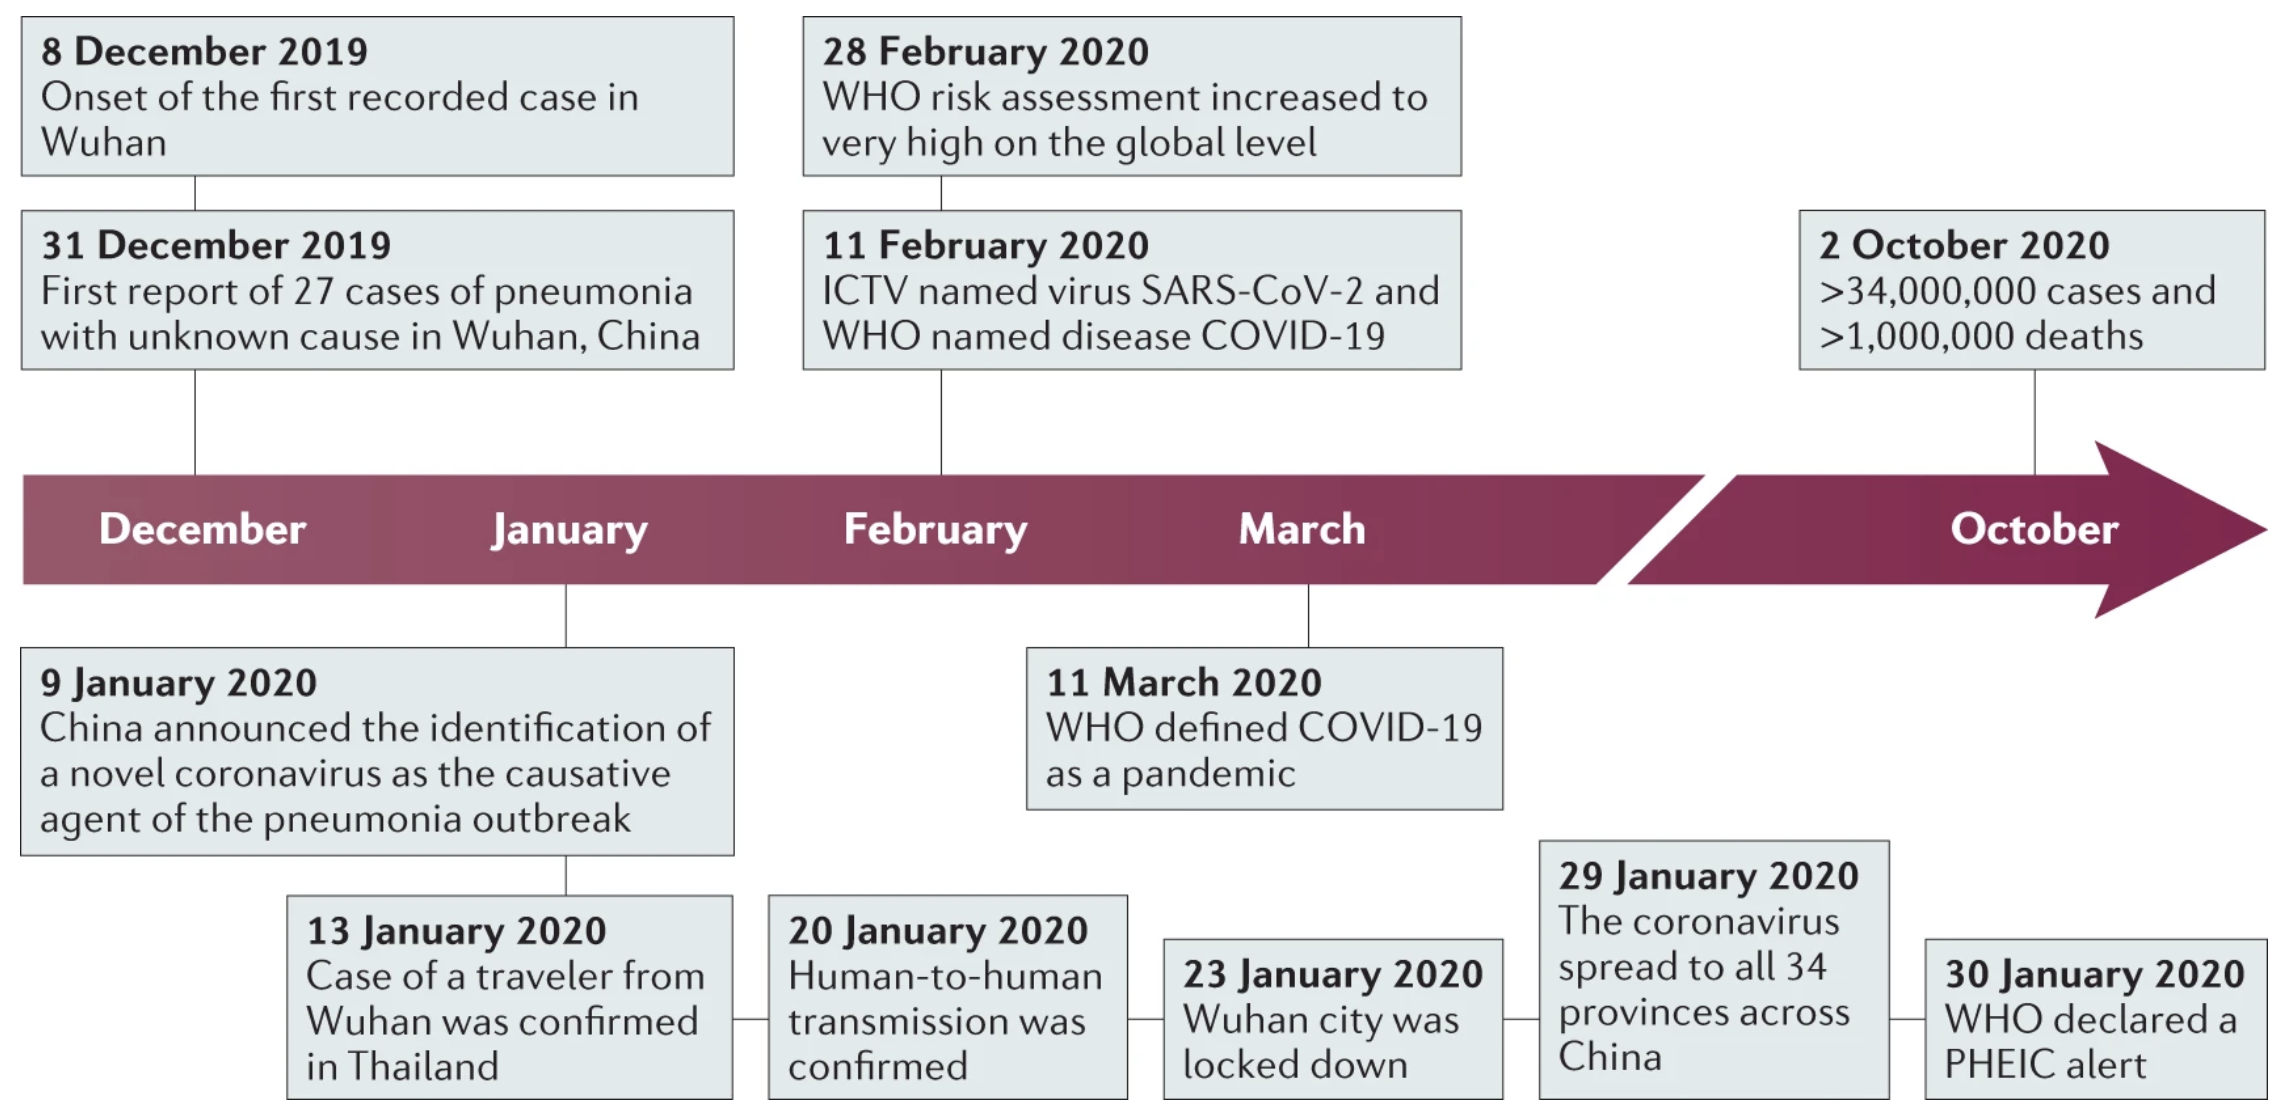 8 December 2019
Onset of the first recorded case in
Wuhan
31 December 2019
First report of 27 cases of pneumonia
with unknown cause in Wuhan, China
28 February 2020
WHO risk assessment increased to
very high on the global level
11 February 2020
ICTV named virus SARS-CoV-2 and
WHO named disease COVID-19
2 October 2020
>34,000,000 cases and
>1,000,000 deaths
December
January
February
March
October
9 January 2020
China announced the identification of
a novel coronavirus as the causative
agent of the pneumonia outbreak
11 March 2020
WHO defined COVID-19
as a pandemic
13 January 2020
Case of a traveler from
Wuhan was confirmed
in Thailand
20 January 2020
Human-to-human
transmission was
confirmed
23 January 2020
Wuhan city was
locked down
29 January 2020
The coronavirus
spread to all 34
provinces across
China
30 January 2020
WHO declared a
PHEIC alert